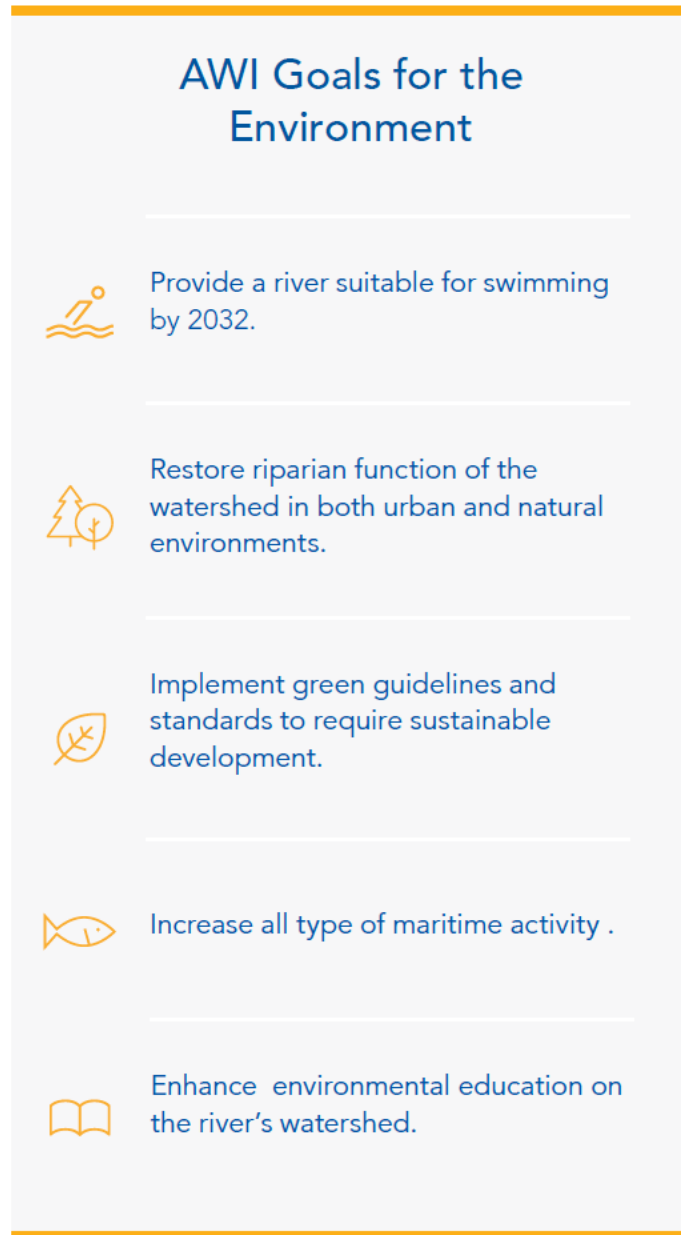 AWI Goals for the
Environment
Provide a river suitable for swimming
by 2032.
Restore riparian function of the
watershed in both urban and natural
environments.
Implement green guidelines and
standards to require sustainable
development.
Increase all type of maritime activity .
Enhance  environmental education on
the river’s watershed.